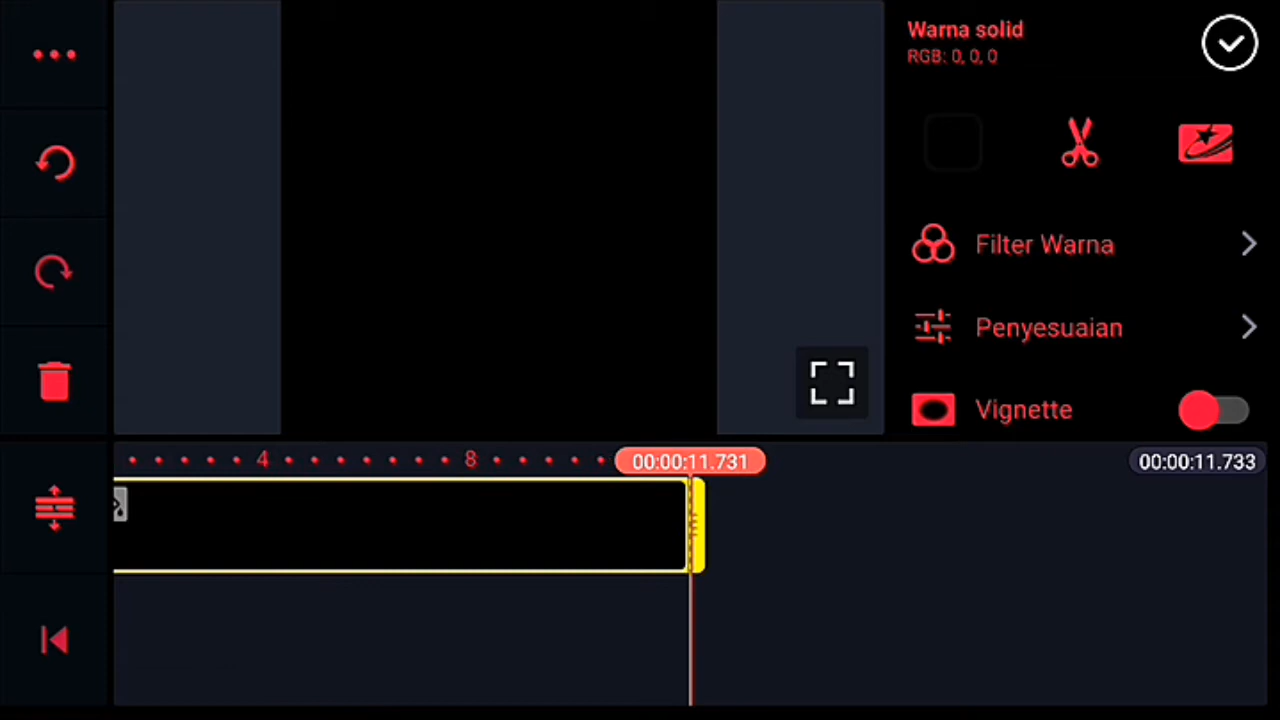 Warna solid
RGB: 0, 0, 0
Filter Warna
Penyesuaian
Vignette
4
8
00:00:11.731
00:00:11.733